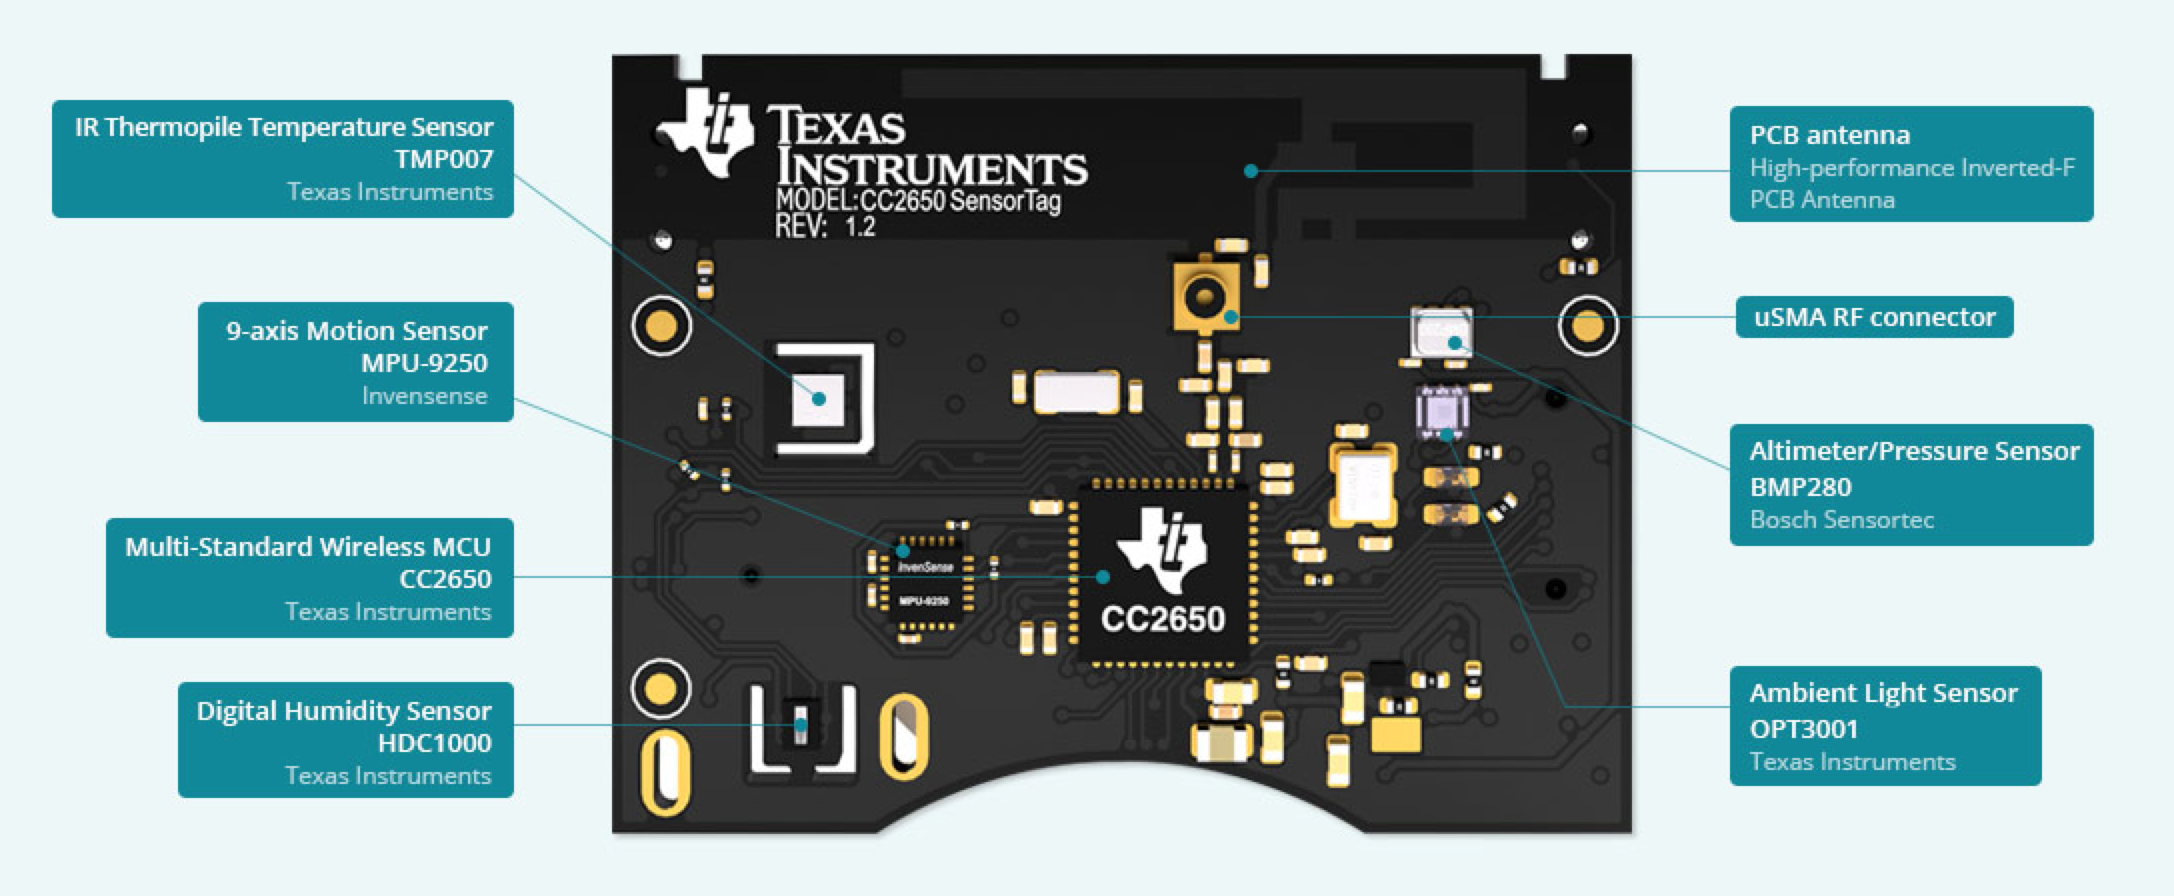 IR Thermopile Temperature Sensor
TMP007
Texas Instruments
9-axis Motion Sensor
MPU-9250
Invensense
Multi-Standard Wireless MCU
CC2650
Texas Instruments
Digital Humidity Sensor
HDC1000
Texas Instruments
TEXAS
INSTRUMENTS
MODEL:CC2650 SensorTag
REV: 1.2
InvenSense
MPU-9250
CC2650
PCB antenna
High-performance Inverted-F
PCB Antenna
uSMA RF connector
Altimeter/Pressure Sensor
BMP280
Bosch Sensortec
Ambient Light Sensor
OPT3001
Texas Instruments